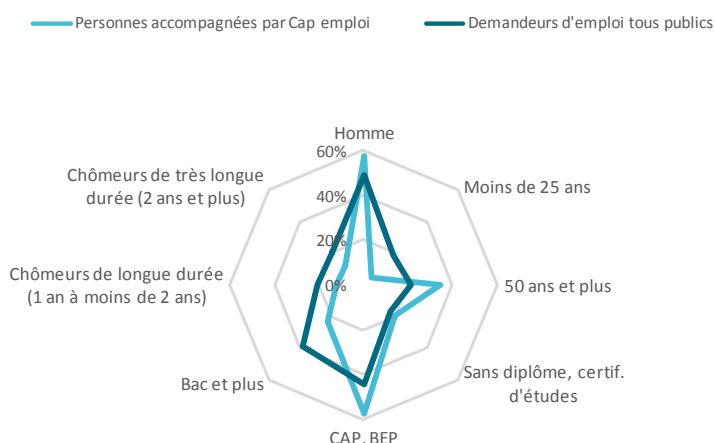 Personnes accompagnées par Cap emploi
Demandeurs d'emploi tous publics
Homme
60%
40%
20%
0%
Moins de 25 ans
50 ans et plus
Sans diplôme, certif.
d'études
CAP, BEP
Bac et plus
Chômeurs de longue durée
(1 an à moins de 2 ans)
Chômeurs de très longue
durée (2 ans et plus)